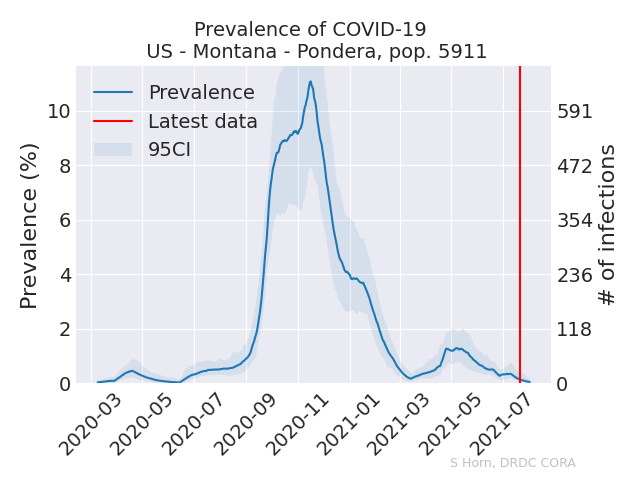 Prevalence of COVID-19
US - Montana - Pondera, pop. 5911
Prevalence
Latest data
95CI
Prevalence (%)
10
8
6
4
2
0
591
472
354
236
118
0
# of infections
2020-03
2020-05
2020-07
2020-09
2020-11
2021-01
2021-03
2021-05
2021-07
S Horn, DRDC CORA